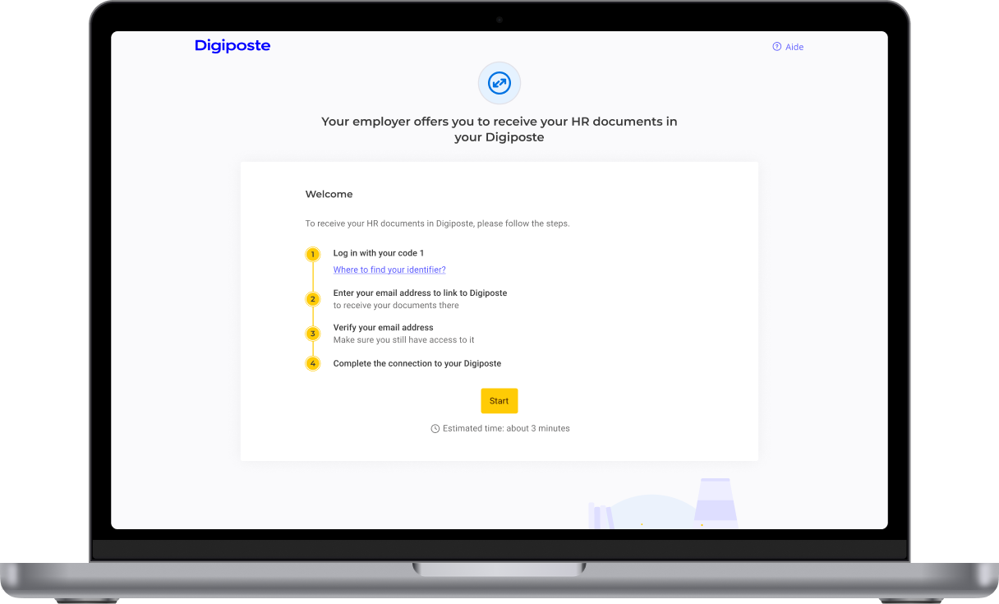 Digiposte
Aide
Your employer offers you to receive your HR documents in
your Digiposte
Welcome
To receive your HR documents in Digiposte, please follow the steps.
1
Log in with your code 1
Where to find your identifier?
2
Enter your email address to link to Digiposte
to receive your documents there
3
Verify your email address
Make sure you still have access to it
4
Complete the connection to your Digiposte
Start
Estimated time: about 3 minutes